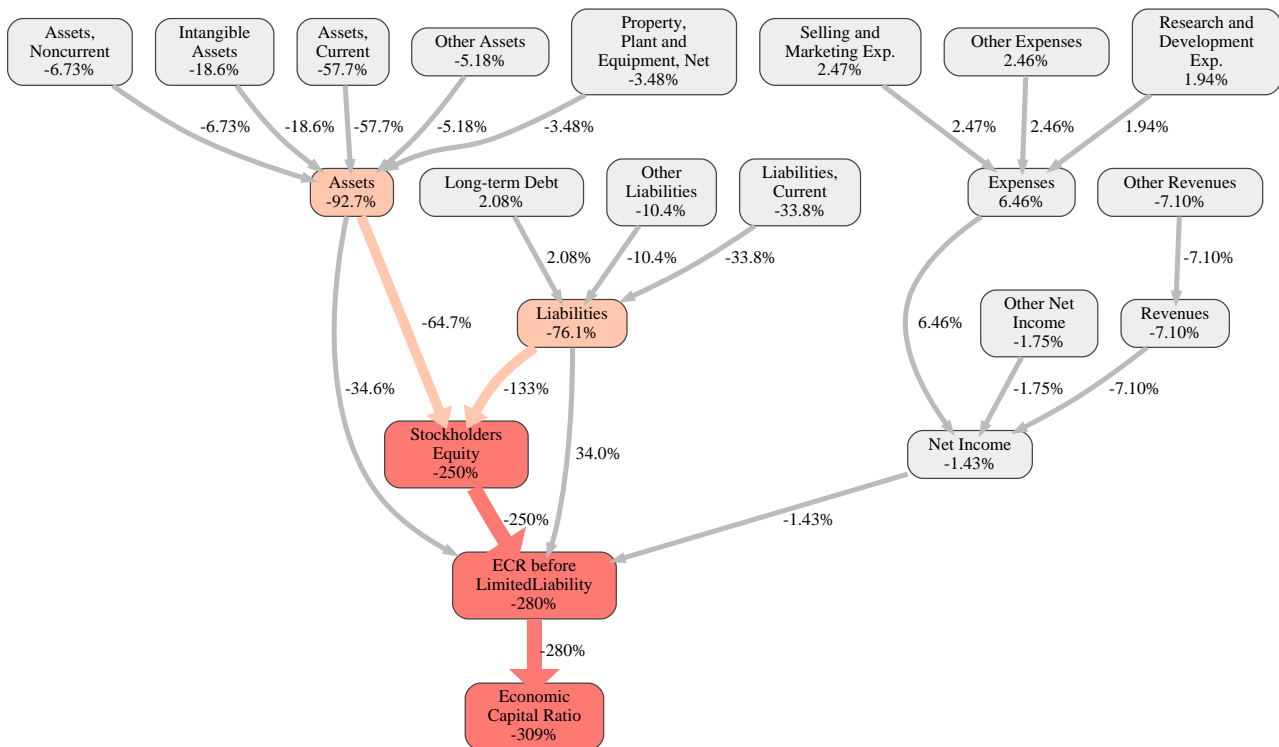 Assets,
Noncurrent
-6.73%
Intangible
Assets
-18.6%
Assets,
Current
-57.7%
Other Assets
-5.18%
Property,
Plant and
Equipment, Net
-3.48%
Selling and
Marketing Exp.
2.47%
Other Expenses
2.46%
Research and
Development
Exp.
1.94%
-6.73%
-18.6%
-57.7%
-5.18%
-3.48%
2.47%
2.46%
1.94%
Assets
-92.7%
Long-term Debt
2.08%
Other
Liabilities
-10.4%
Liabilities,
Current
-33.8%
Expenses
6.46%
Other Revenues
-7.10%
2.08%
-10.4%
-33.8%
-7.10%
Liabilities
-76.1%
Other Net
Income
-1.75%
Revenues
-7.10%
-64.7%
6.46%
-34.6%
-133%
-1.75%
-7.10%
Stockholders
Equity
-250%
34.0%
Net Income
-1.43%
-250%
-1.43%
ECR before
LimitedLiability
-280%
-280%
Economic
Capital Ratio
-309%